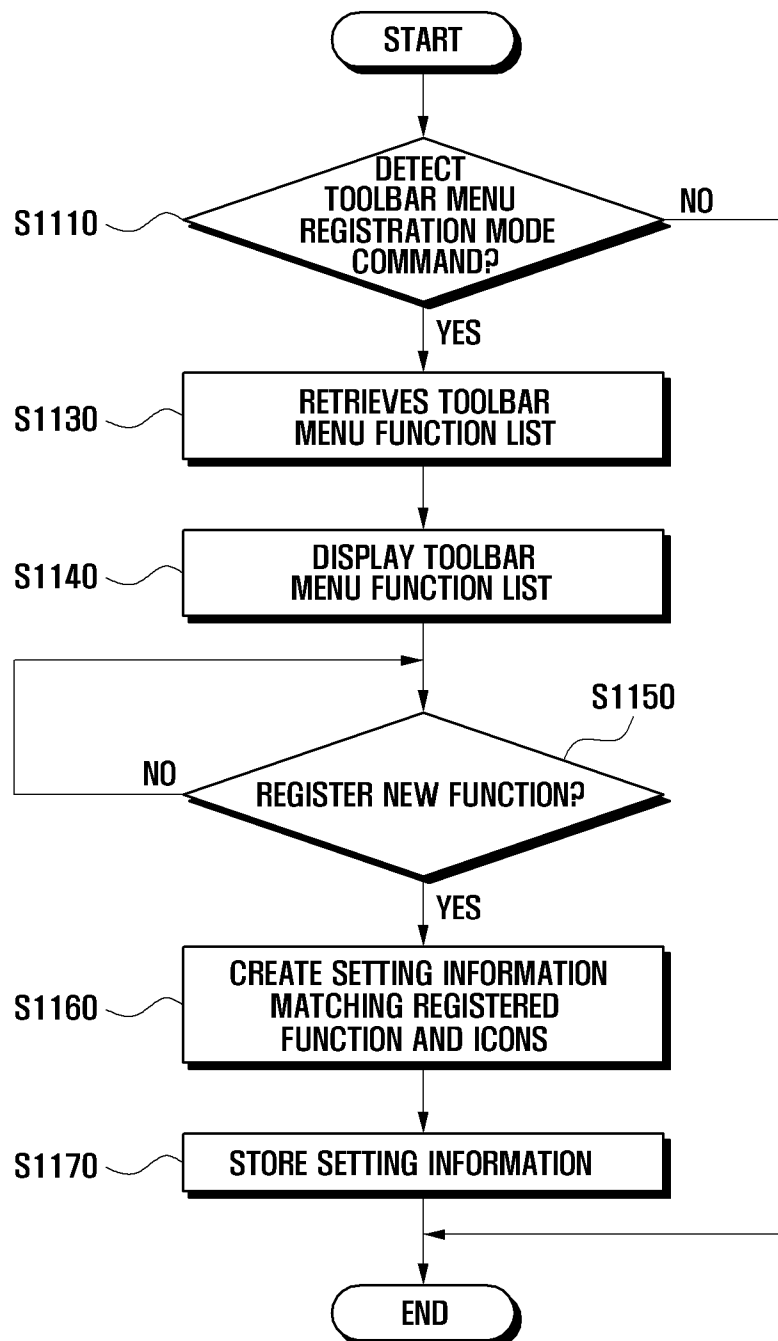 START
DETECT
TOOLBAR MENU
REGISTRATION MODE
COMMAND?
S1110
NO
YES
RETRIEVES TOOLBAR
MENU FUNCTION LIST
S1130
DISPLAY TOOLBAR
MENU FUNCTION LIST
S1140
S1150
NO
REGISTER NEW FUNCTION?
YES
CREATE SETTING INFORMATION
MATCHING REGISTERED
FUNCTION AND ICONS
S1160
S1170
STORE SETTING INFORMATION
END